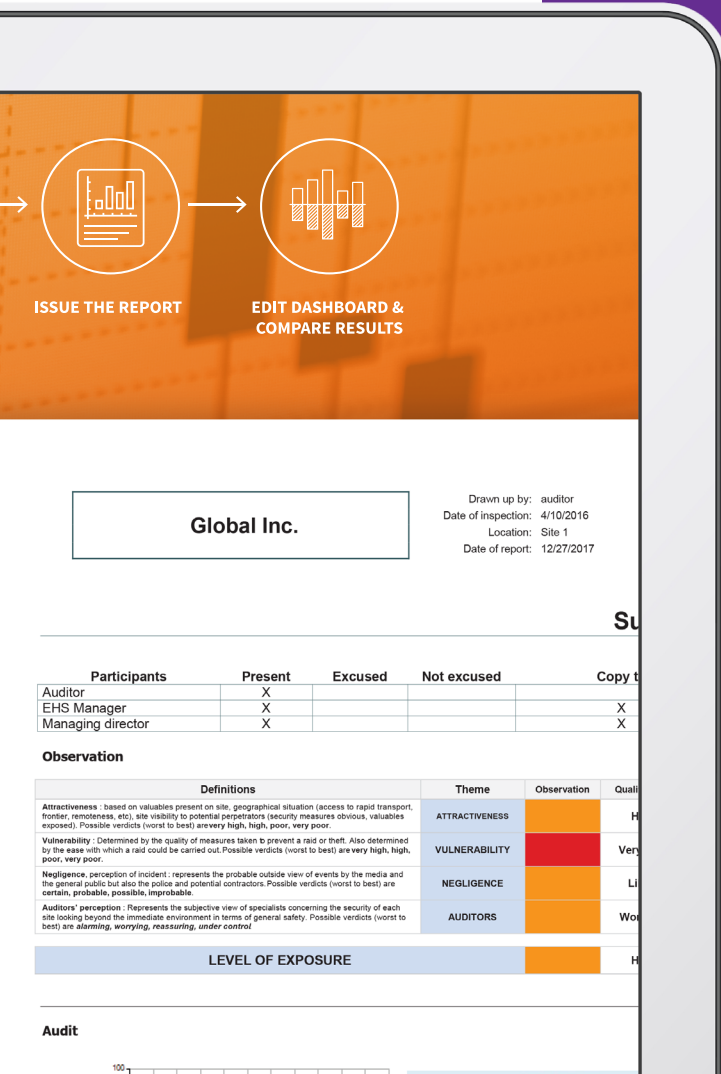 ISSUE THE REPORT
EDIT DASHBOARD &
COMPARE RESULTS
Global Inc.
Drawn up by: auditor
Date of inspection: 4/10/2016
Location: Site 1
Date of report: 12/27/2017
Su
Participants Present Excused Not excused Copy t
Auditor X
EHS Manager X X
Managing director X X
Observation
Definitions Theme Observation Quali
Attractiveness : based on valuables present on site, geographical situation (access to rapid transport,
frontier, remoteness, etc), site visibility to potential perpetrators (security measures obvious, valuables
exposed). Possible verdicts (worst to best) are very high, high, poor, very poor.
ATTRACTIVENESS H
Vulnerability : Determined by the quality of measures taken to prevent a raid or theft. Also determined
by the ease with which a raid could be carried out. Possible verdicts (worst to best) are very high, high,
poor, very poor.
VULNERABILITY Very
Negligence, perception of incident : represents the probable outside view of events by the media and
the general public but also the police and potential contractors. Possible verdicts (worst to best) are
certain, probable, possible, improbable.
NEGLIGENCE Li
Auditors' perception : Represents the subjective view of specialists concerning the security of each
site looking beyond the immediate environment in terms of general safety. Possible verdicts (worst to
best) are alarming, worrying, reassuring, under control
AUDITORS Wor
LEVEL OF EXPOSURE H
Audit
100